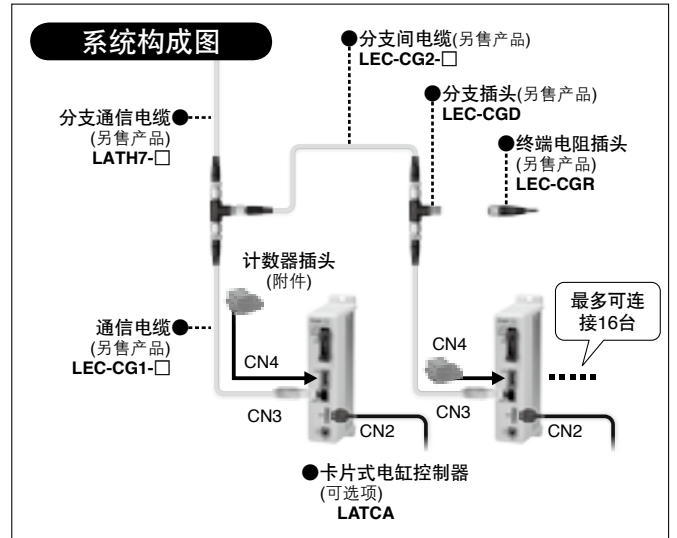 系统构成图
●分支间电缆(另售产品)
LEC-CG2-□
●分支插头(另售产品)
LEC-CGD
分支通信电缆●
(另售产品)
LATH7-□
●终端电阻插头
(另售产品)
LEC-CGR
计数器插头
(附件)
最多可连
接16台
通信电缆●
(另售产品)
LEC-CG1-□
CN4
CN4
CN3
CN2
CN3
CN2
●卡片式电缸控制器
(可选项)
LATCA